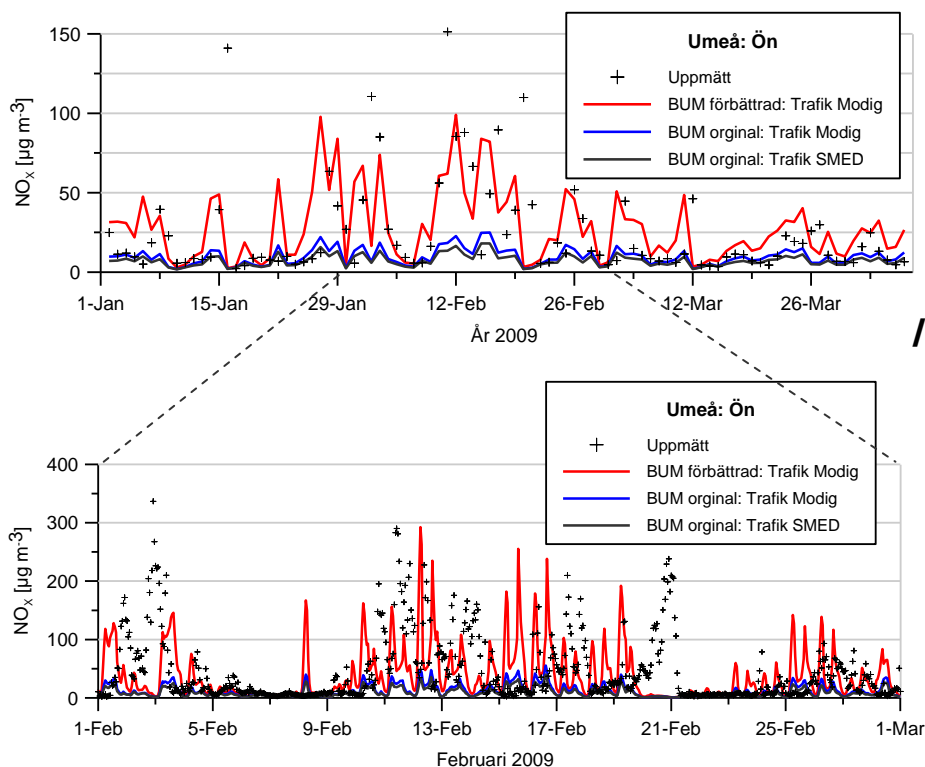 Umeå: Ön
Uppmätt
BUM förbättrad: Trafik Modig
BUM orginal: Trafik Modig
BUM orginal: Trafik SMED
NOX [µg m-3]
150
100
50
0
1-Jan 15-Jan 29-Jan 12-Feb 26-Feb 12-Mar 26-Mar
År 2009
/
Umeå: Ön
Uppmätt
BUM förbättrad: Trafik Modig
BUM orginal: Trafik Modig
BUM orginal: Trafik SMED
NOX [µg m-3]
400
300
200
100
0
1-Feb 5-Feb 9-Feb 13-Feb 17-Feb 21-Feb 25-Feb 1-Mar
Februari 2009